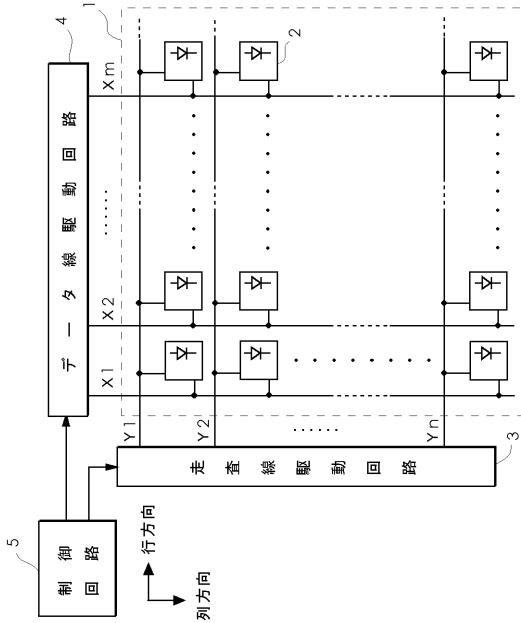 1
4
データ線駆動回路
X1
X2
······
Xm
2
Y1
Y2
······
Yn
走査線駆動回路
3
5
制御
回路
行方向
列方向